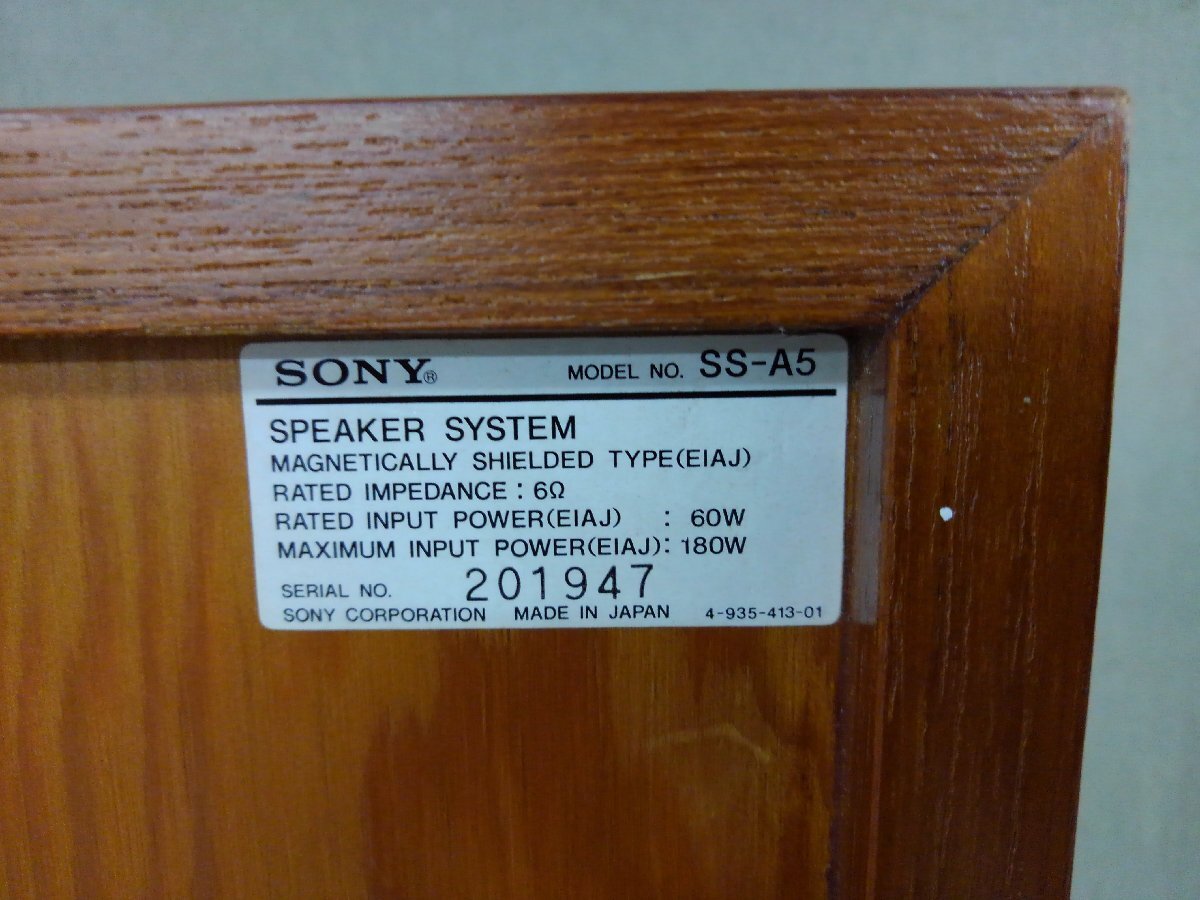 SONY® MODEL NO. SS-A5
SPEAKER SYSTEM
MAGNETICALLY SHIELDED TYPE(EIAJ)
RATED IMPEDANCE : 6Ω
RATED INPUT POWER(EIAJ) : 60W
MAXIMUM INPUT POWER(EIAJ): 180W
SERIAL NO. 201947
SONY CORPORATION MADE IN JAPAN 4-935-413-01